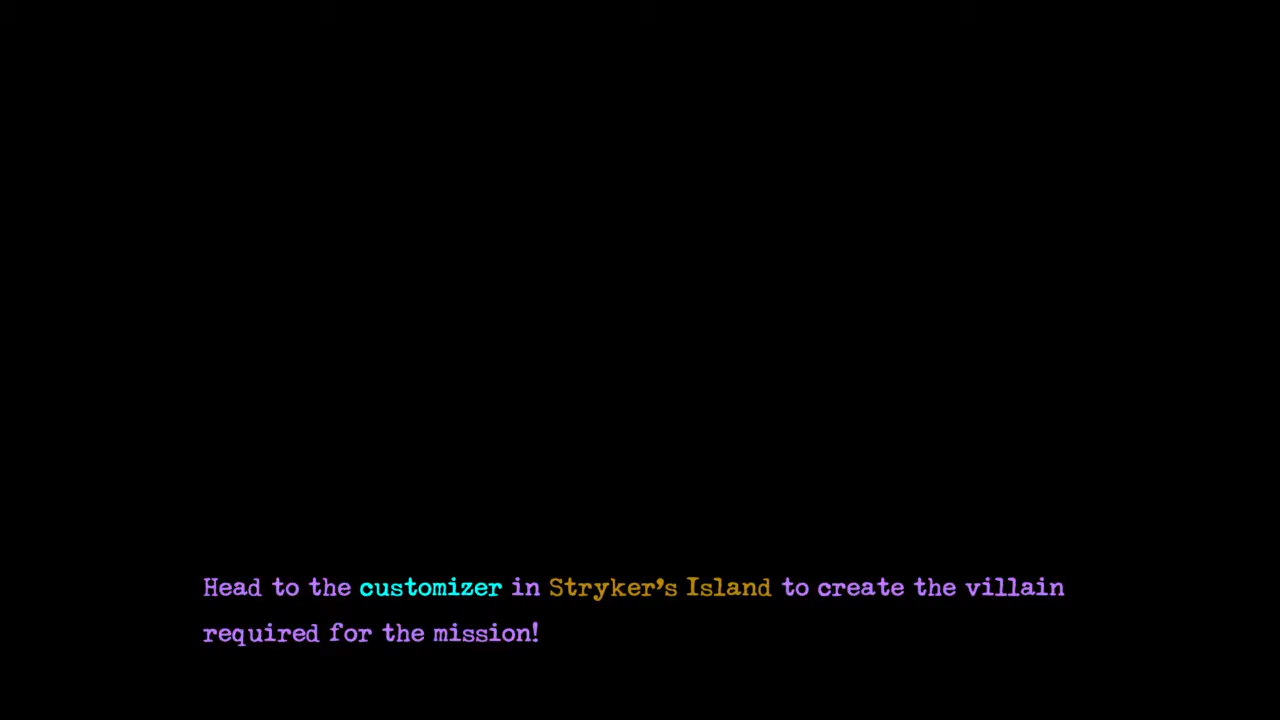 Head to the customizer in Stryker's Island to create the villain
required for the mission!